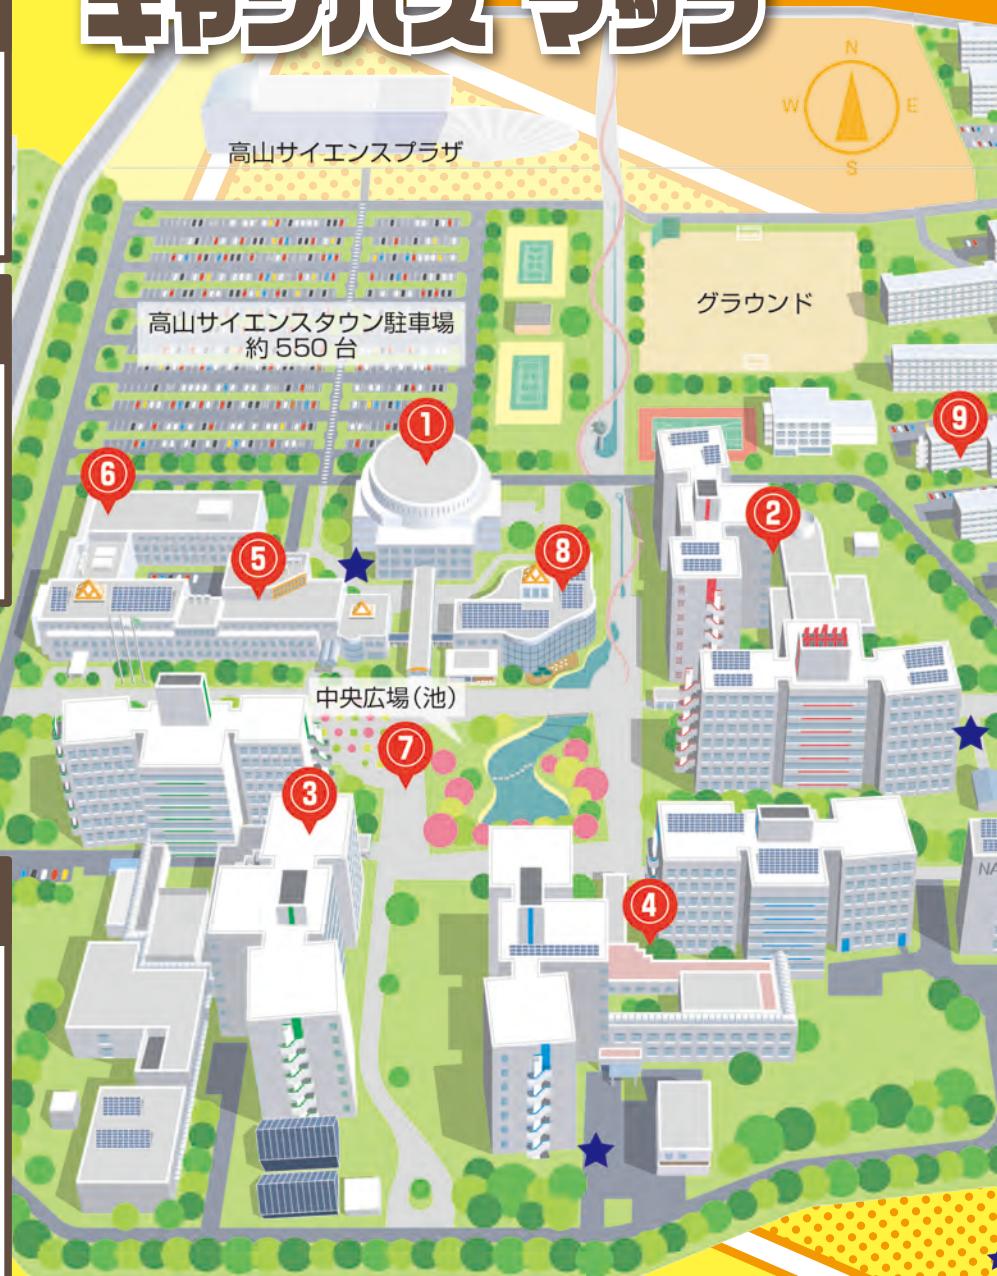 キャンパス マップ
N
W E
S
高山サイエンスプラザ
高山サイエンスタウン駐車場
約550台
グラウンド
1
9
6
2
5
8
中央広場(池)
7
3
4
NA